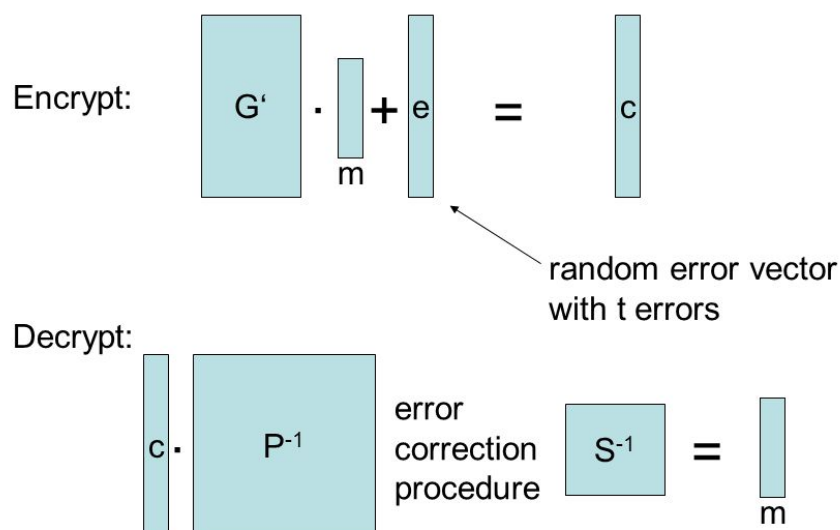 Encrypt:
G‘ · m + e = c
random error vector
with t errors
Decrypt:
c · P⁻¹
error
correction
procedure
S⁻¹ = m